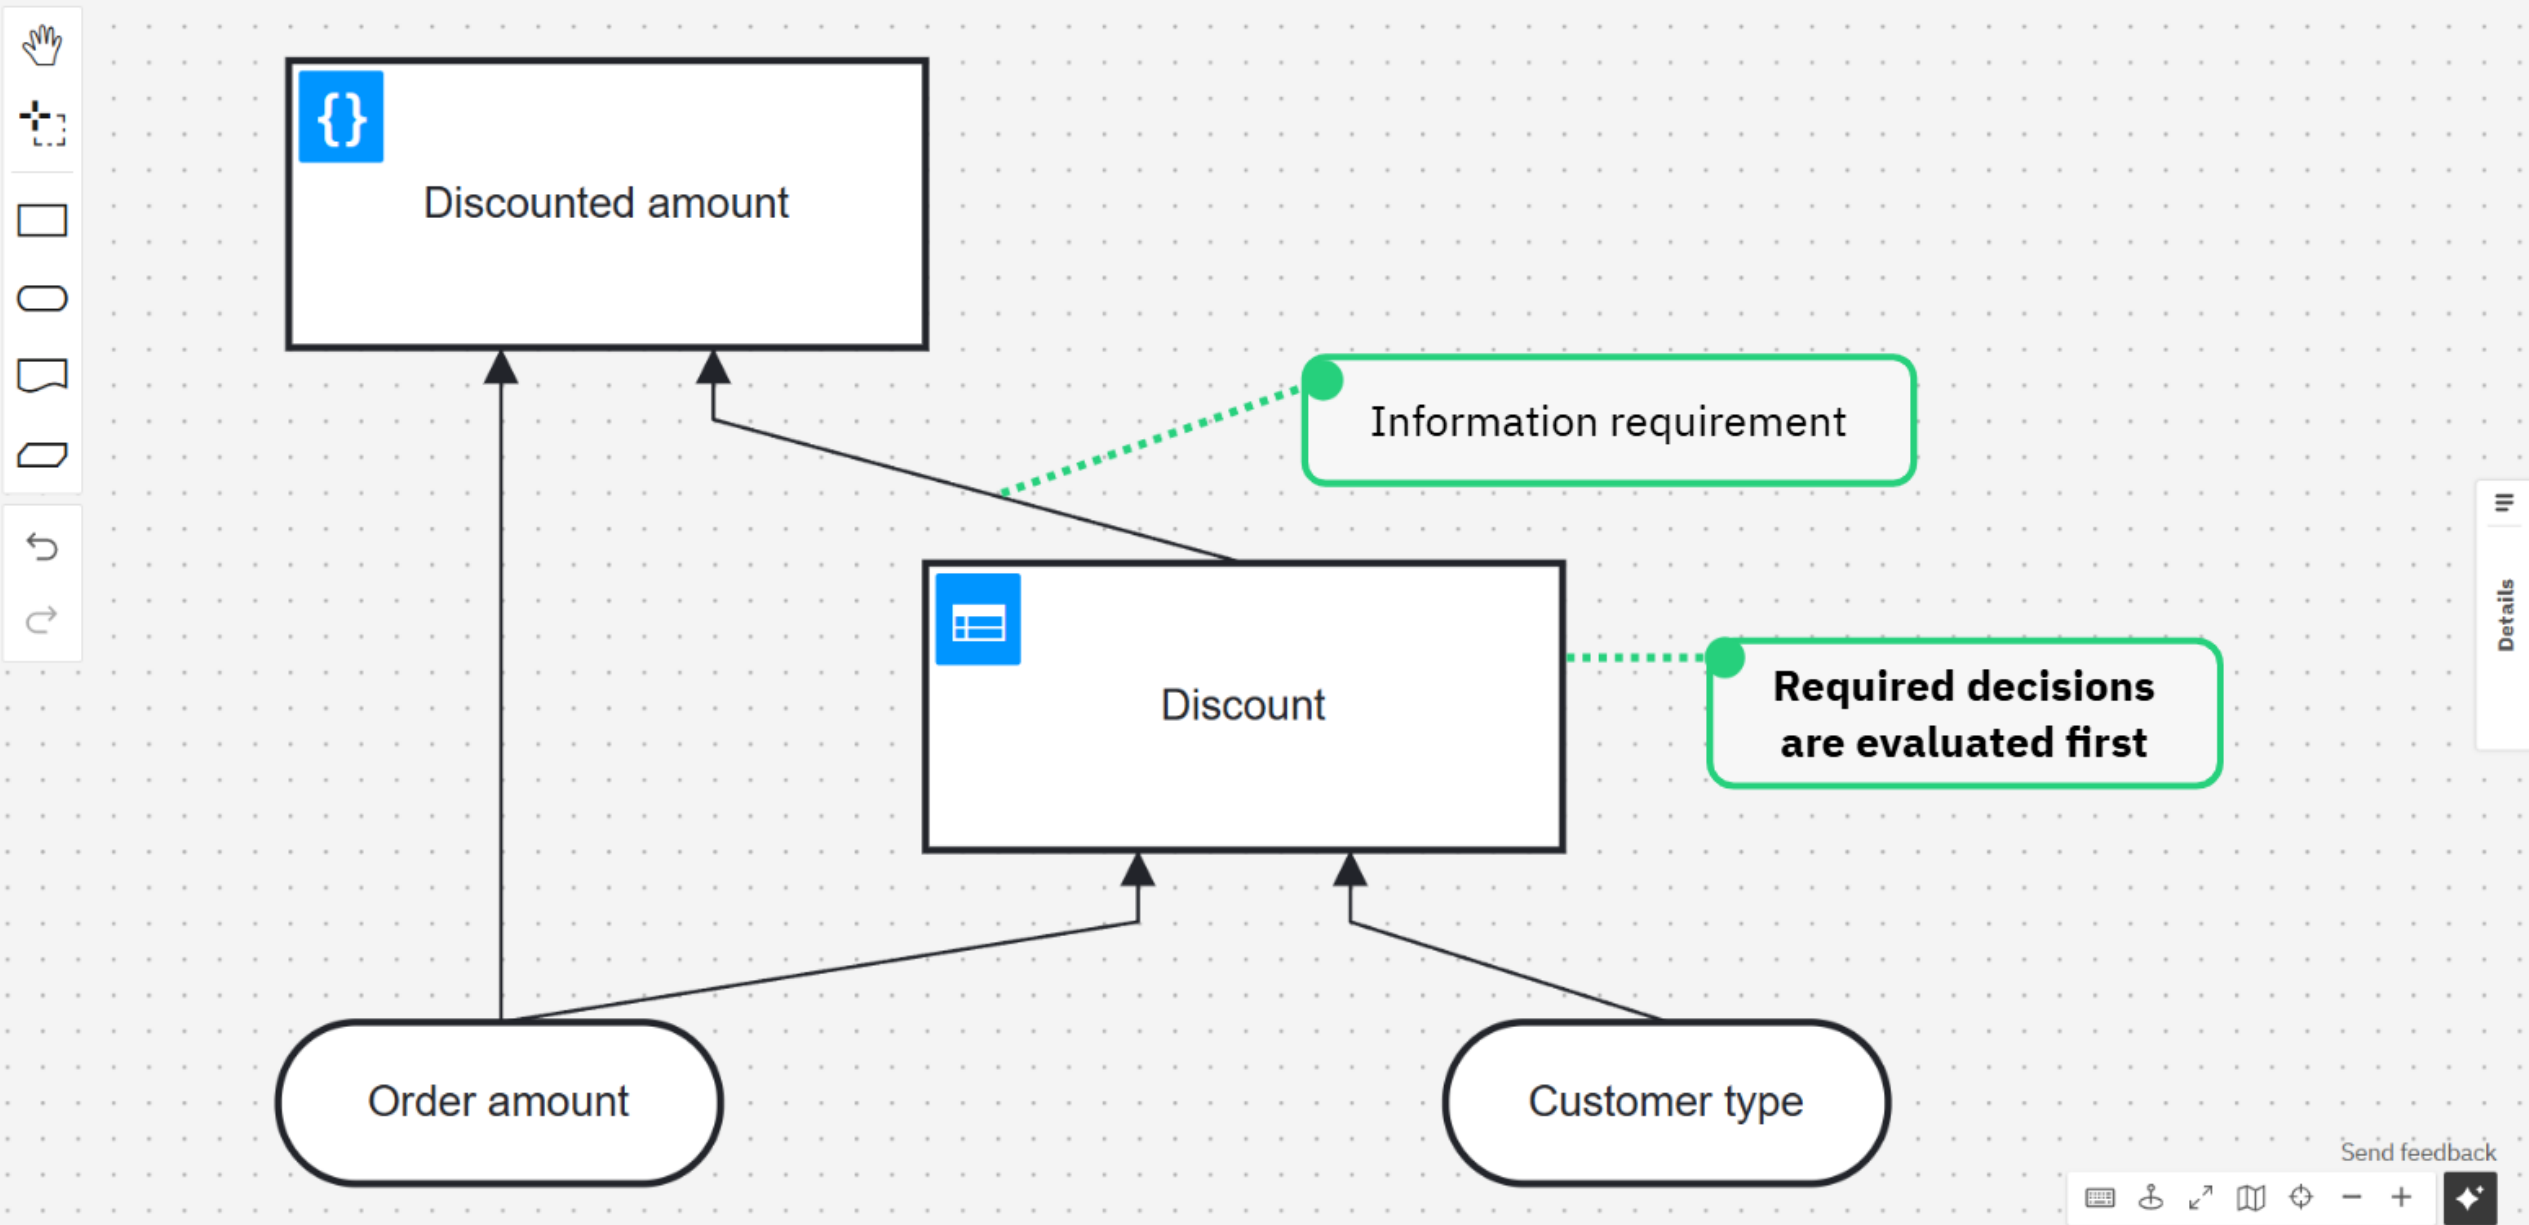 {}
Discounted amount
Information requirement
Discount
Required decisions
are evaluated first
Details
Order amount
Customer type
Send feedback